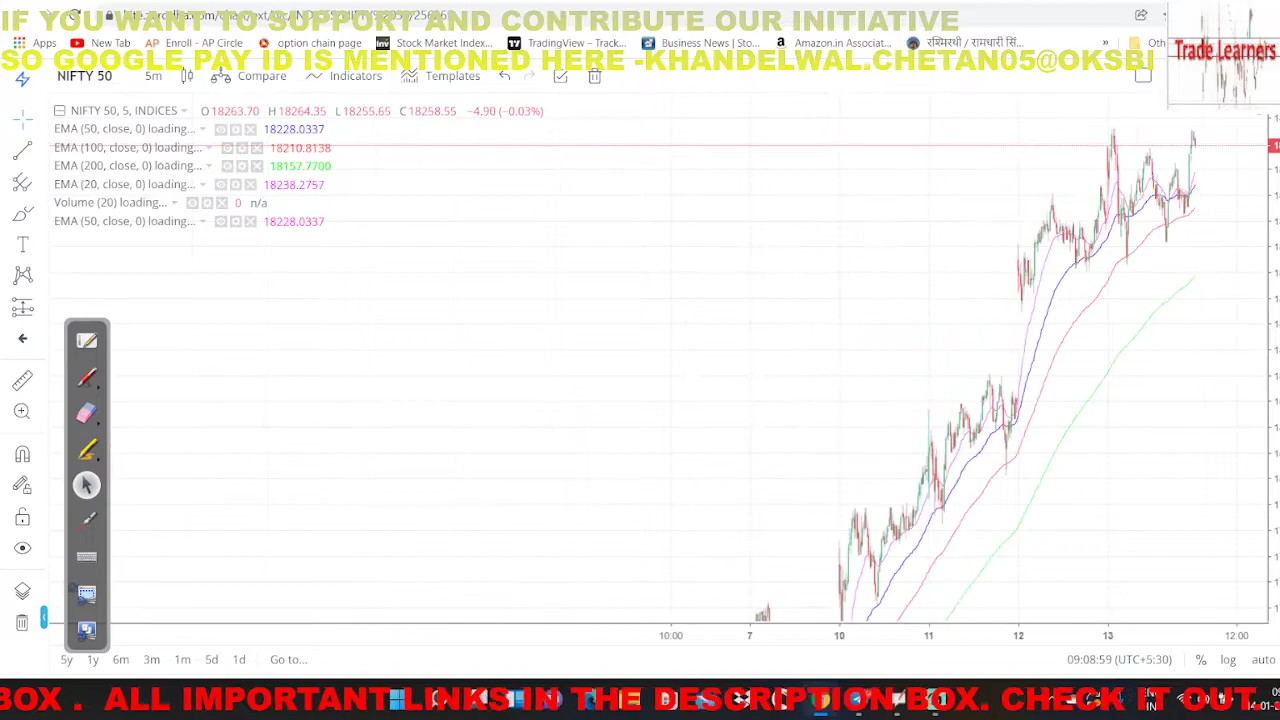 IF YOU WANT TO SUPPORT AND CONTRIBUTE OUR INITIATIVE
Apps New Tab AP Enroll - AP Circle option chain page inv Stock Market Index... TradingView – Track... Business News | Sto... a Amazon.in Associat... रश्मिरथी / रामधारी सिं... » Oth
SO GOOGLE PAY ID IS MENTIONED HERE -KHANDELWAL.CHETAN05@OKSBI
Trade Learners
NIFTY 50 5m Compare Indicators Templates
NIFTY 50, 5, INDICES O 18263.70 H 18264.35 L 18255.65 C 18258.55 −4.90 (−0.03%)
EMA (50, close, 0) loading... 18228.0337
EMA (100, close, 0) loading... 18210.8138
EMA (200, close, 0) loading... 18157.7700
EMA (20, close, 0) loading... 18238.2757
Volume (20) loading... 0 n/a
EMA (50, close, 0) loading... 18228.0337
10:00 7 10 11 12 13 12:00
5y 1y 6m 3m 1m 5d 1d Go to... 09:08:59 (UTC+5:30) % log auto
BOX . ALL IMPORTANT LINKS IN THE DESCRIPTION BOX. CHECK IT OUT.